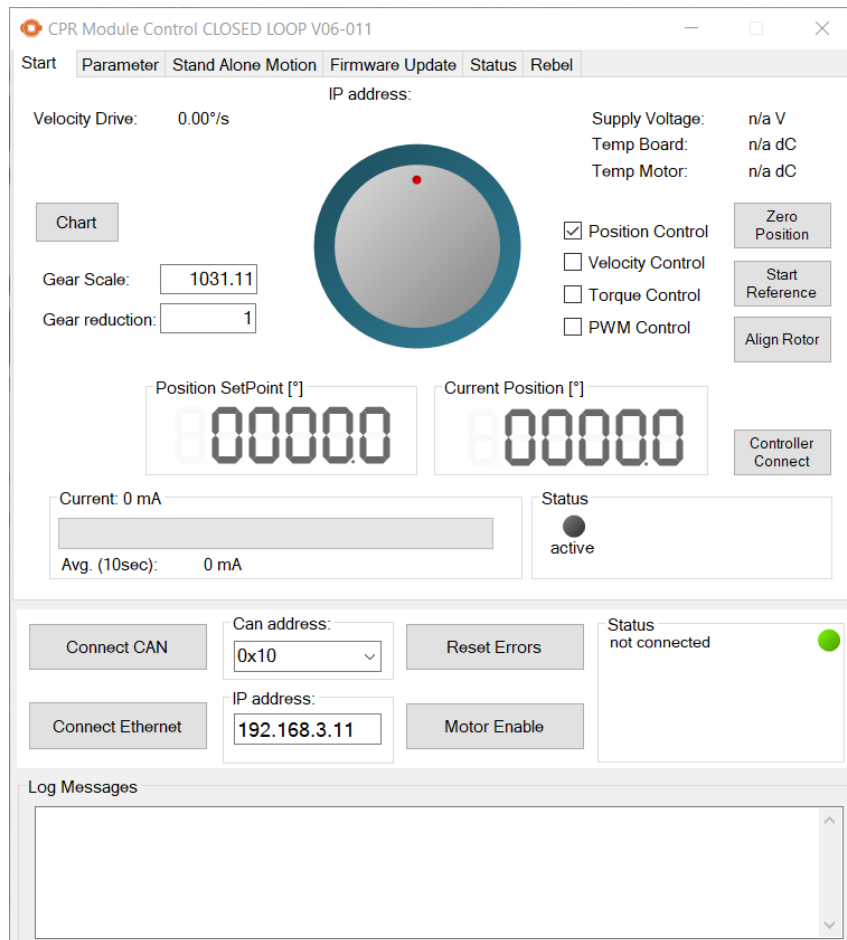 CPR Module Control CLOSED LOOP V06-011
Start Parameter Stand Alone Motion Firmware Update Status Rebel
IP address:
Velocity Drive: 0.00°/s
Supply Voltage: n/a V
Temp Board: n/a dC
Temp Motor: n/a dC
Chart
Position Control
Velocity Control
Torque Control
PWM Control
Zero
Position
Start
Reference
Align Rotor
Gear Scale: 1031.11
Gear reduction: 1
Position SetPoint [°]
0000.0
Current Position [°]
0000.0
Controller
Connect
Current: 0 mA
Avg. (10sec): 0 mA
Status
active
Connect CAN
Can address:
0x10
Reset Errors
Status
not connected
Connect Ethernet
IP address:
192.168.3.11
Motor Enable
Log Messages